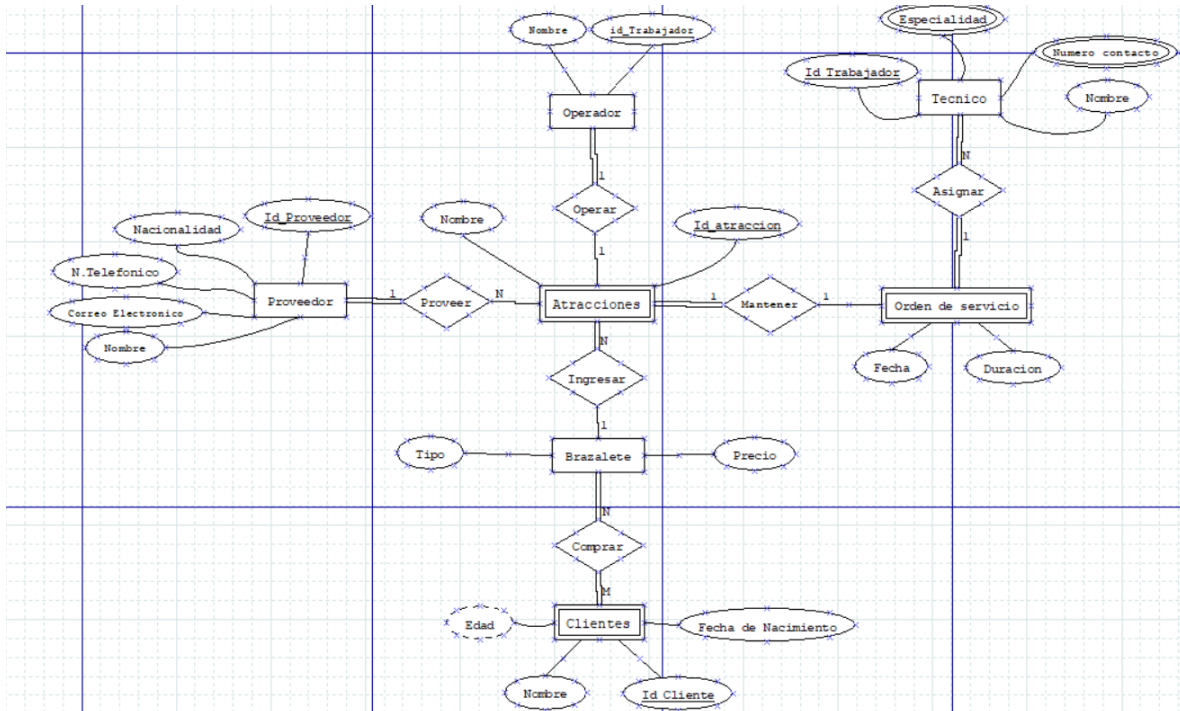 Especialidad
Nombre
id_Trabajador
Numero contacto
Id Trabajador
Tecnico
Nombre
Operador
N
Asignar
1
Operar
1
1
Id_Proveedor
Nacionalidad
Nombre
Id_atraccion
N.Telefonico
Proveedor
1
Proveer
N
Atracciones
1
Mantener
1
Orden de servicio
Correo Electronico
Nombre
N
Ingresar
1
Fecha
Duracion
Tipo
Brazalete
Precio
N
Comprar
M
Edad
Clientes
Fecha de Nacimiento
Nombre
Id Cliente